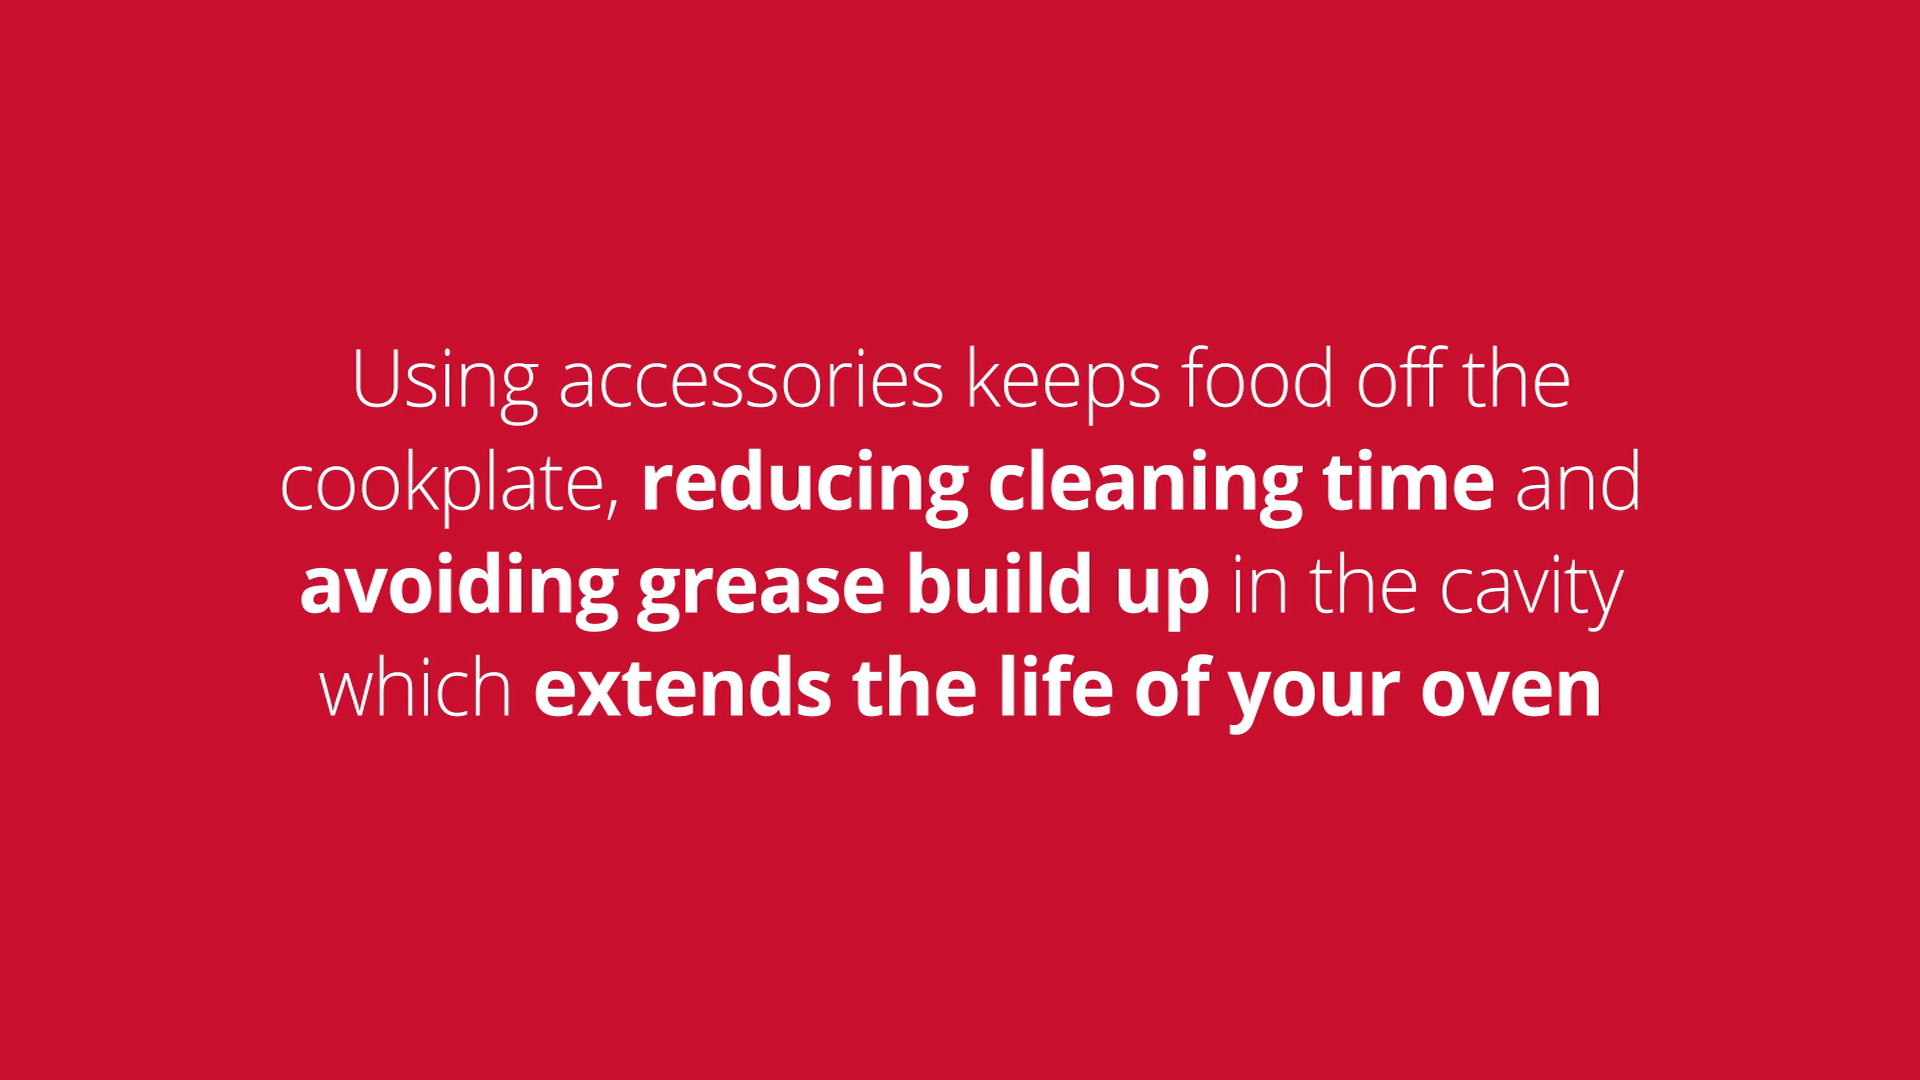 Using accessories keeps food off the
cookplate, reducing cleaning time and
avoiding grease build up in the cavity
which extends the life of your oven